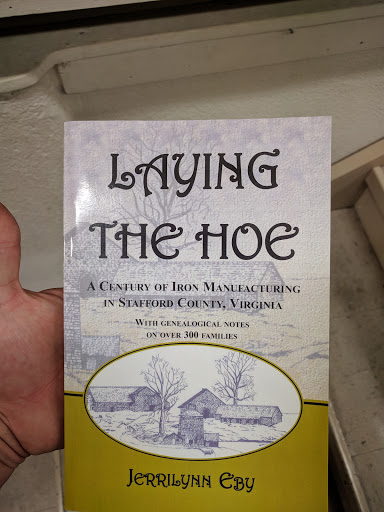 LAYING
THE HOE
A CENTURY OF IRON MANUFACTURING
IN STAFFORD COUNTY, VIRGINIA
WITH GENEALOGICAL NOTES
ON OVER 300 FAMILIES
JERRILYNN EBY